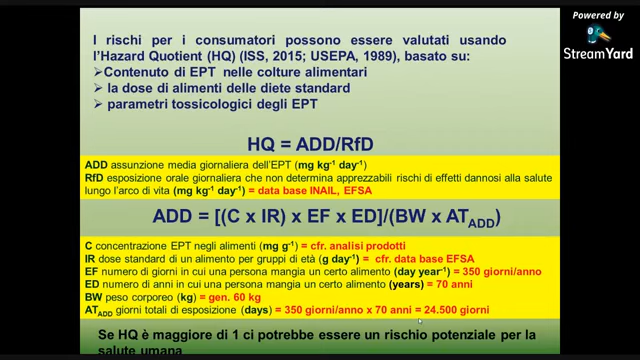 Powered by
StreamYard
I rischi per i consumatori possono essere valutati usando
l'Hazard Quotient (HQ) (ISS, 2015; USEPA, 1989), basato su:
➢Contenuto di EPT nelle colture alimentari
➢ la dose di alimenti delle diete standard
➢ parametri tossicologici degli EPT
HQ = ADD/RfD
ADD assunzione media giornaliera dell'EPT (mg kg⁻¹ day⁻¹)
RfD esposizione orale giornaliera che non determina apprezzabili rischi di effetti dannosi alla salute
lungo l'arco di vita (mg kg⁻¹ day⁻¹) = data base INAIL, EFSA
ADD = [(C x IR) x EF x ED]/(BW x AT_ADD)
C concentrazione EPT negli alimenti (mg g⁻¹) = cfr. analisi prodotti
IR dose standard di un alimento per gruppi di età (g day⁻¹) = cfr. data base EFSA
EF numero di giorni in cui una persona mangia un certo alimento (day year⁻¹) = 350 giorni/anno
ED numero di anni in cui una persona mangia un certo alimento (years) = 70 anni
BW peso corporeo (kg) = gen. 60 kg
AT_ADD giorni totali di esposizione (days) = 350 giorni/anno x 70 anni = 24.500 giorni
Se HQ è maggiore di 1 ci potrebbe essere un rischio potenziale per la
salute umana